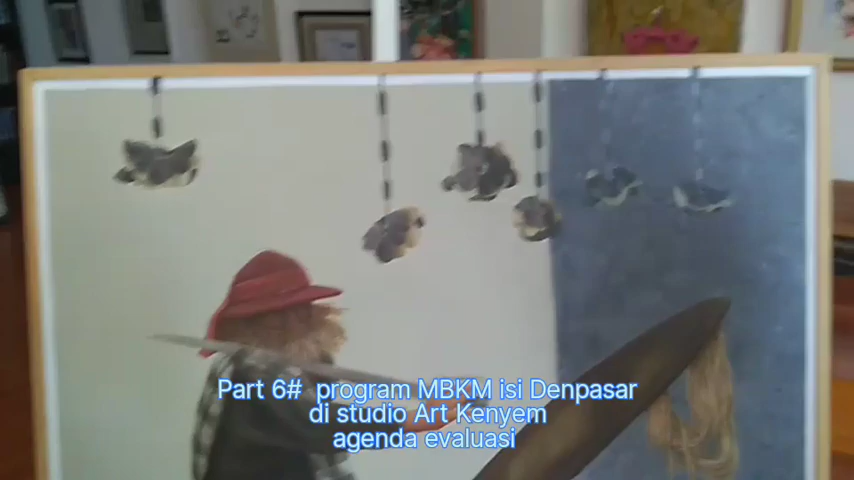 Part 6#  program MBKM isi Denpasar
di studio Art Kenyem
agenda evaluasi